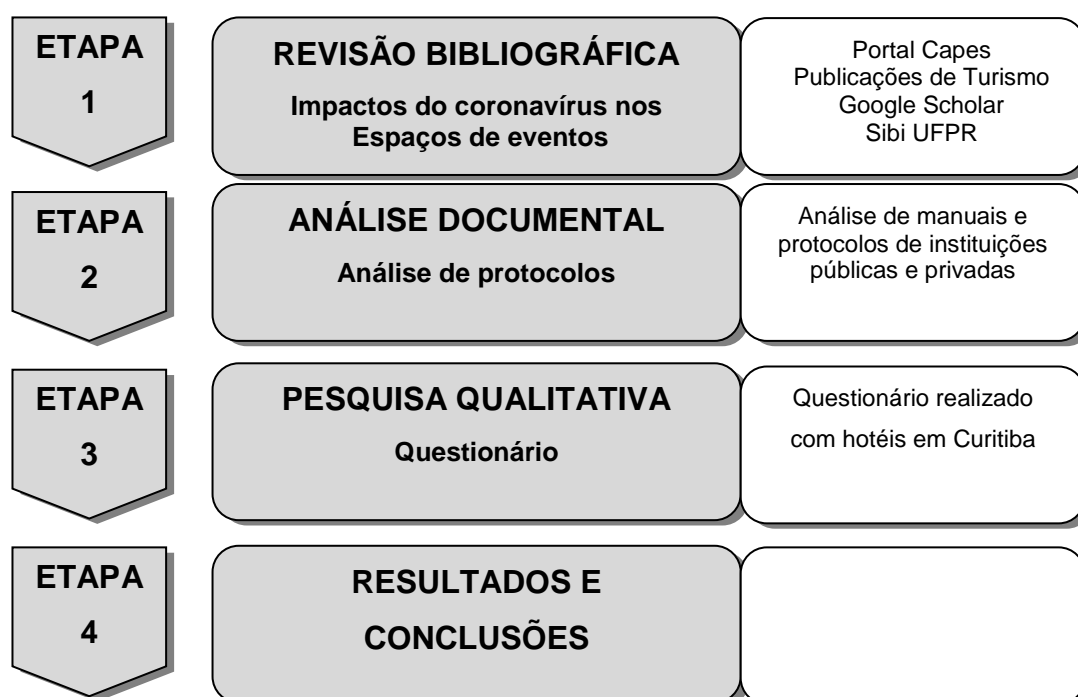 ETAPA
1
REVISÃO BIBLIOGRÁFICA
Impactos do coronavírus nos
Espaços de eventos
Portal Capes
Publicações de Turismo
Google Scholar
Sibi UFPR
ETAPA
2
ANÁLISE DOCUMENTAL
Análise de protocolos
Análise de manuais e
protocolos de instituições
públicas e privadas
ETAPA
3
PESQUISA QUALITATIVA
Questionário
Questionário realizado
com hotéis em Curitiba
ETAPA
4
RESULTADOS E
CONCLUSÕES